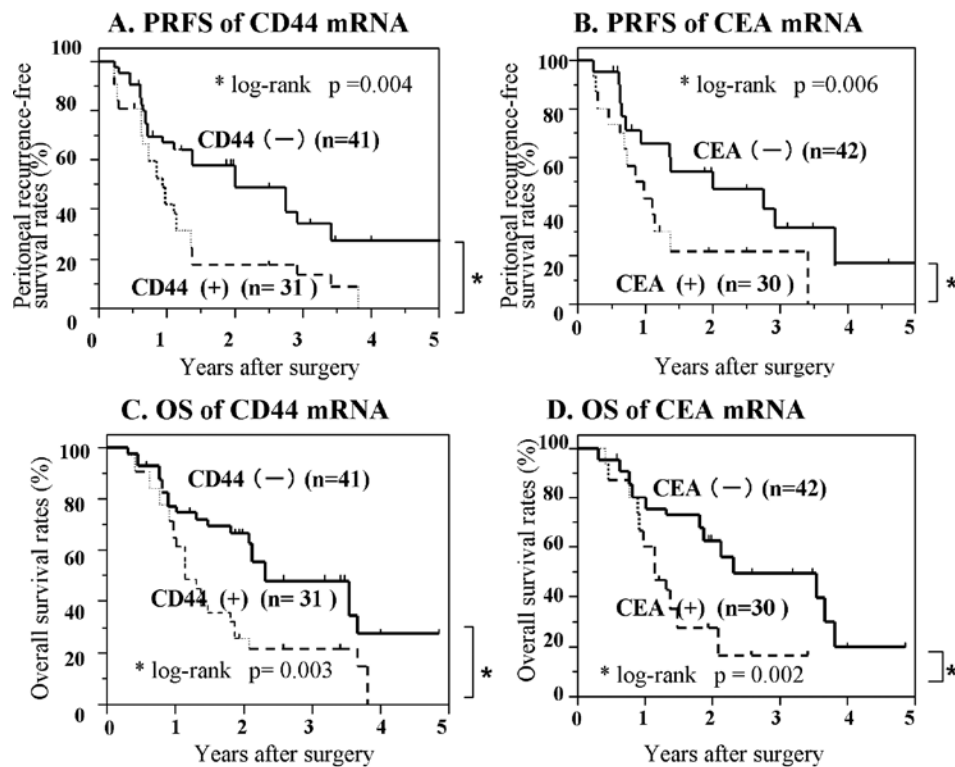 A. PRFS of CD44 mRNA
Peritoneal recurrence-free
survival rates (%)
100
80
60
40
20
0
* log-rank p =0.004
CD44 (−) (n=41)
CD44 (+) (n= 31 )
*
0 1 2 3 4 5
Years after surgery
B. PRFS of CEA mRNA
Peritoneal recurrence-free
survival rates (%)
100
80
60
40
20
0
* log-rank p =0.006
CEA (−) (n=42)
CEA (+) (n= 30 )
*
0 1 2 3 4 5
Years after surgery
C. OS of CD44 mRNA
Overall survival rates (%)
100
80
60
40
20
0
CD44 (−) (n=41)
CD44 (+) (n= 31 )
* log-rank p= 0.003
*
0 1 2 3 4 5
Years after surgery
D. OS of CEA mRNA
Overall survival rates (%)
100
80
60
40
20
0
CEA (−) (n=42)
CEA (+) (n=30 )
* log-rank p = 0.002
*
0 1 2 3 4 5
Years after surgery